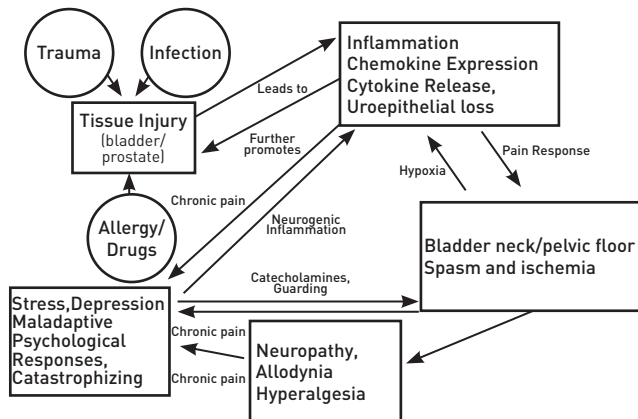 Trauma
Infection
Tissue Injury
(bladder/
prostate)
Allergy/
Drugs
Leads to
Further
promotes
Inflammation
Chemokine Expression
Cytokine Release,
Uroepithelial loss
Pain Response
Hypoxia
Chronic pain
Neurogenic
Inflammation
Bladder neck/pelvic floor
Spasm and ischemia
Catecholamines,
Guarding
Stress,Depression
Maladaptive
Psychological
Responses,
Catastrophizing
Chronic pain
Chronic pain
Neuropathy,
Allodynia
Hyperalgesia